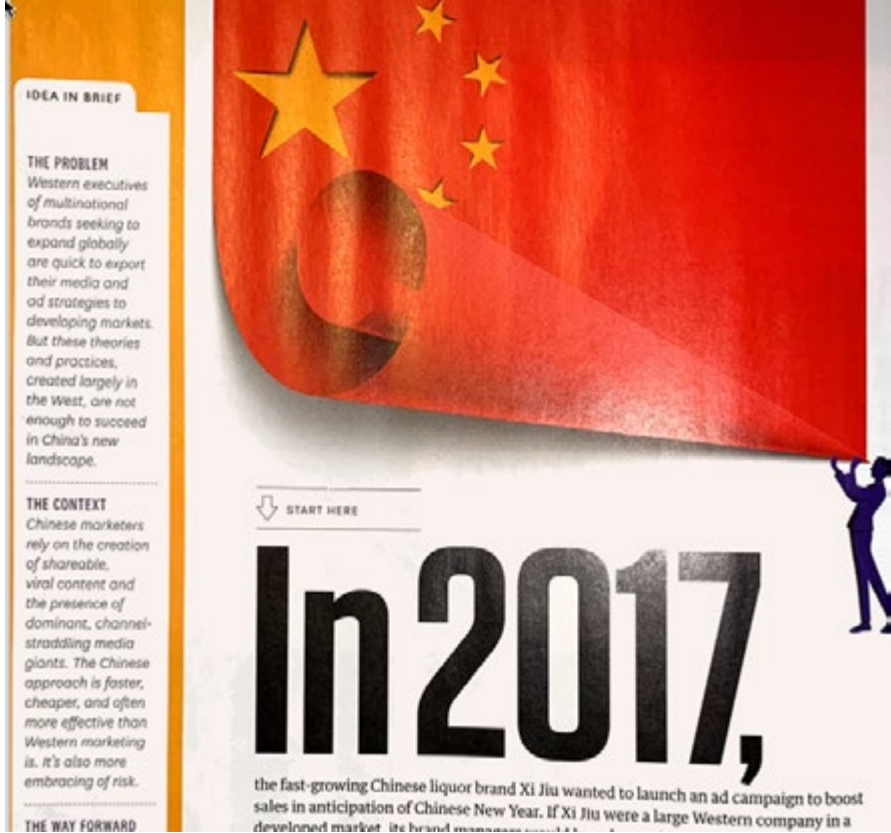 IDEA IN BRIEF
THE PROBLEM
Western executives
of multinational
brands seeking to
expand globally
are quick to export
their media and
ad strategies to
developing markets.
But these theories
and practices,
created largely in
the West, are not
enough to succeed
in China's new
landscape.
THE CONTEXT
Chinese marketers
rely on the creation
of shareable,
viral content and
the presence of
dominant, channel-
straddling media
giants. The Chinese
approach is faster,
cheaper, and often
more effective than
Western marketing
is. It's also more
embracing of risk.
THE WAY FORWARD
START HERE
In 2017,
the fast-growing Chinese liquor brand Xi Jiu wanted to launch an ad campaign to boost
sales in anticipation of Chinese New Year. If Xi Jiu were a large Western company in a
developed market, its brand managers would